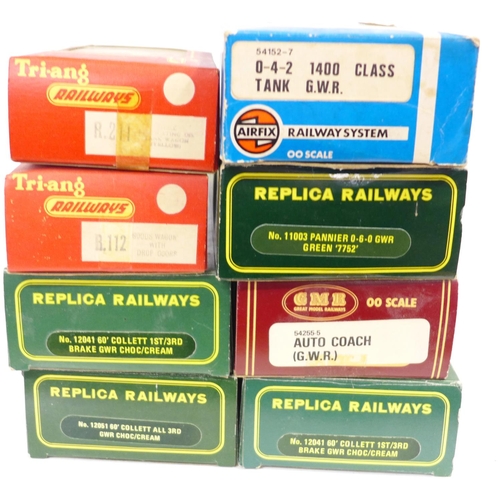 Tri-ang
RAILWAYS
54152-7
0-4-2 1400 CLASS
TANK G.W.R.
AIRFIX
RAILWAY SYSTEM
OO SCALE
Tri-ang
RAILWAYS
R.112
REPLICA RAILWAYS
No. 11003 PANNIER 0-6-0 GWR
GREEN '7752'
REPLICA RAILWAYS
No. 12041 60' COLLETT 1ST/3RD
BRAKE GWR CHOC/CREAM
GMR
OO SCALE
GREAT MODEL RAILWAYS
54255-5
AUTO COACH
(G.W.R.)
REPLICA RAILWAYS
No. 12051 60' COLLETT ALL 3RD
GWR CHOC/CREAM
REPLICA RAILWAYS
No. 12041 60' COLLETT 1ST/3RD
BRAKE GWR CHOC/CREAM